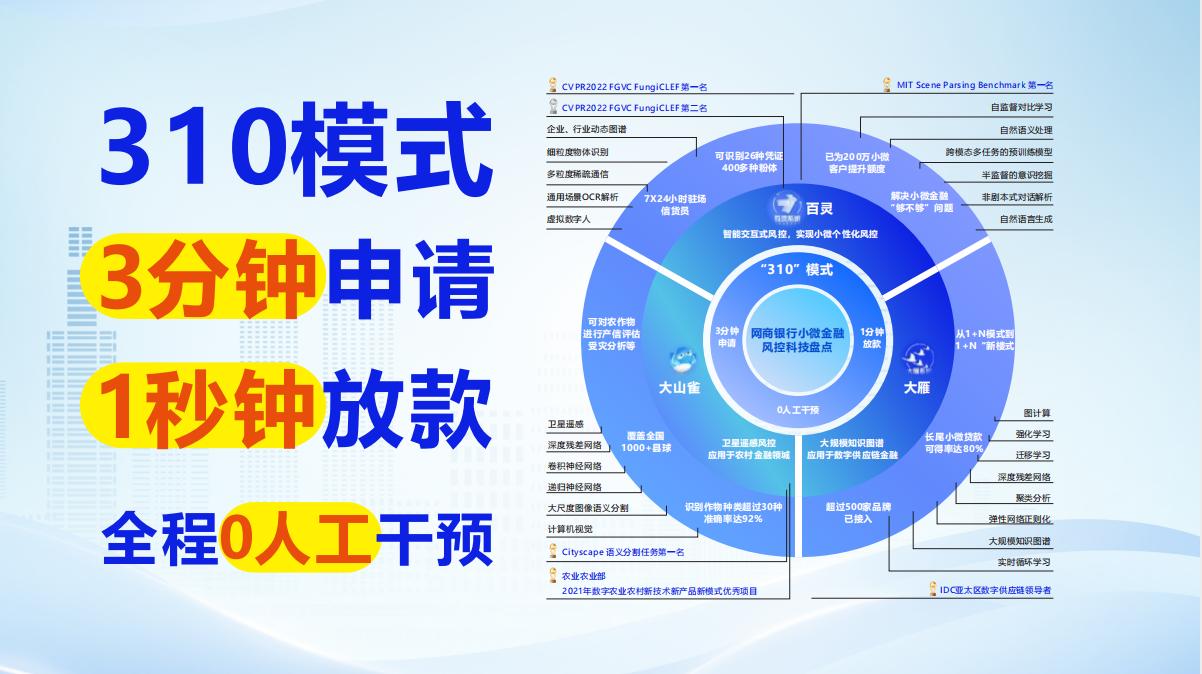 310模式
3分钟申请
1秒钟放款
全程0人工干预
CVPR2022 FGVC FungiCLEF第一名
CVPR2022 FGVC FungiCLEF第二名
企业、行业动态图谱
细粒度物体识别
多粒度稀疏通信
通用场景OCR解析
虚拟数字人
MIT Scene Parsing Benchmark 第一名
自监督对比学习
自然语义处理
跨模态多任务的预训练模型
半监督的意识挖掘
非剧本式对话解析
自然语言生成
可识别26种凭证
400多种粉体
已为200万小微
客户提升额度
7X24小时驻场
信贷员
解决小微金融
“够不够”问题
百灵
智能交互式风控，实现小微个性化风控
“310”模式
3分钟
申请
网商银行小微金融
风控科技盘点
1分钟
放款
0人工干预
可对农作物
进行产信评估
受灾分析等
大山雀
大雁
从1+N模式到
1+N “新模式
覆盖全国
1000+县球
卫星遥感风控
应用于农村金融领域
大规模知识图谱
应用于数字供应链金融
长尾小微贷款
可得率达80%
识别作物种类超过30种
准确率达92%
超过500家品牌
已接入
卫星遥感
深度残差网络
卷积神经网络
递归神经网络
大尺度图像语义分割
计算机视觉
Cityscape 语义分割任务第一名
农业农业部
2021年数字农业农村新技术新产品新模式优秀项目
图计算
强化学习
迁移学习
深度残差网络
聚类分析
弹性网络正则化
大规模知识图谱
实时循环学习
IDC亚太区数字供应链领导者